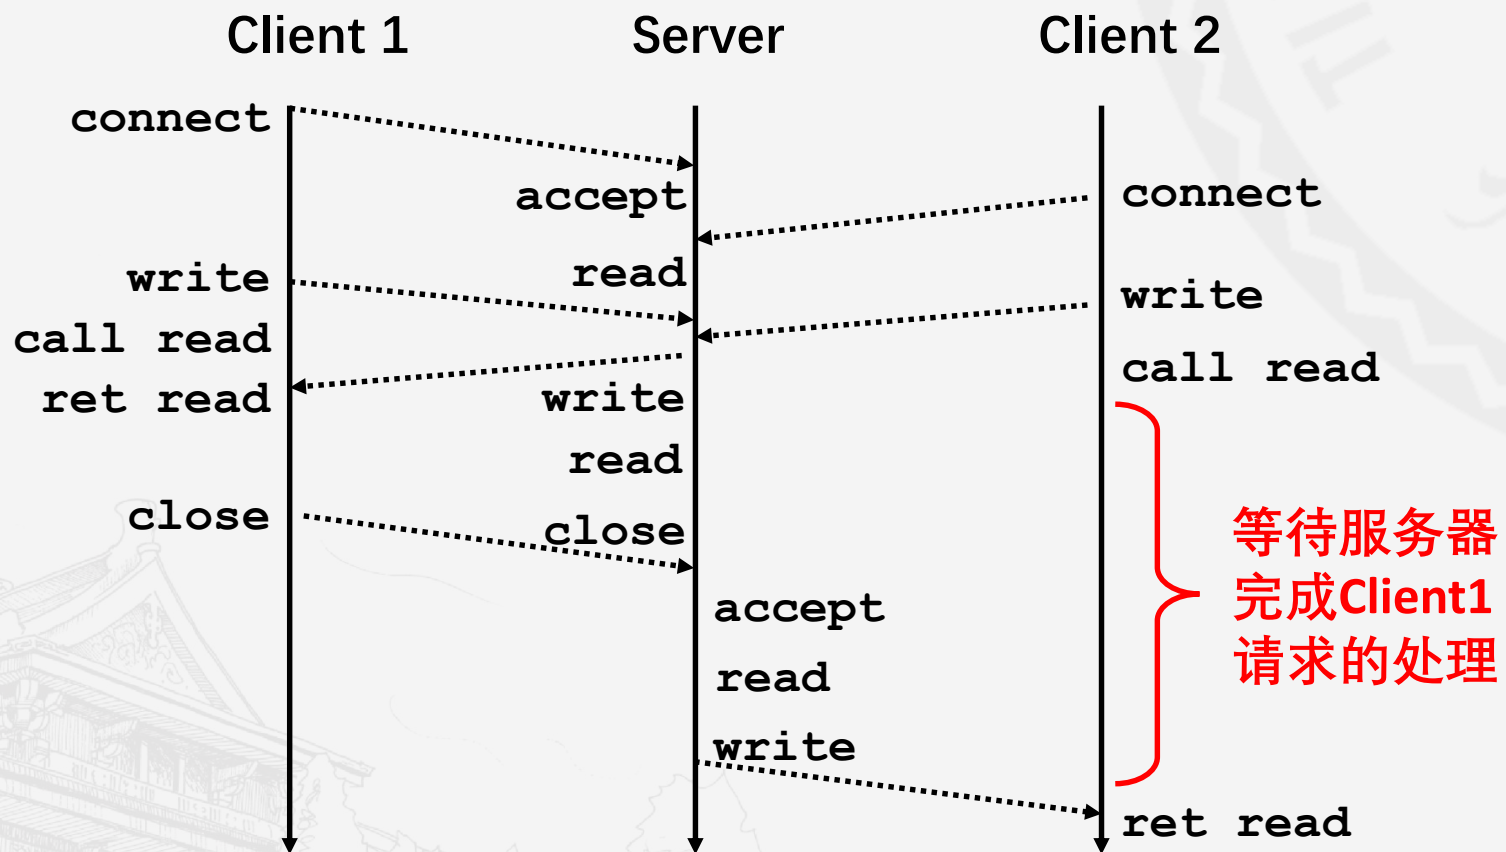 Client 1
Server
Client 2
connect
accept
connect
write
read
write
call read
call read
ret read
write
read
close
close
等待服务器
完成Client1
请求的处理
accept
read
write
ret read